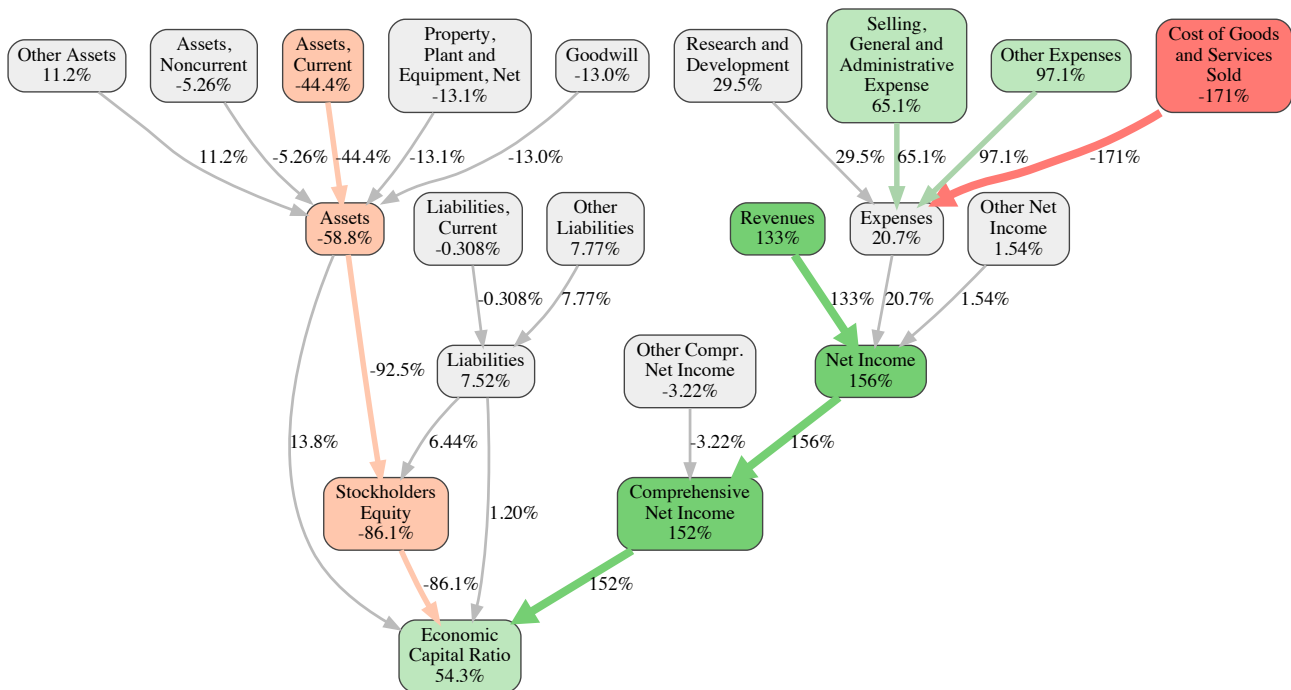 Other Assets
11.2%
Assets,
Noncurrent
-5.26%
Assets,
Current
-44.4%
Property,
Plant and
Equipment, Net
-13.1%
Goodwill
-13.0%
Research and
Development
29.5%
Selling,
General and
Administrative
Expense
65.1%
Other Expenses
97.1%
Cost of Goods
and Services
Sold
-171%
11.2%
-5.26%
-44.4%
-13.1%
-13.0%
29.5%
65.1%
97.1%
-171%
Assets
-58.8%
Liabilities,
Current
-0.308%
Other
Liabilities
7.77%
Revenues
133%
Expenses
20.7%
Other Net
Income
1.54%
-0.308%
7.77%
133%
20.7%
1.54%
-92.5%
Liabilities
7.52%
Other Compr.
Net Income
-3.22%
Net Income
156%
13.8%
6.44%
-3.22%
156%
Stockholders
Equity
-86.1%
1.20%
Comprehensive
Net Income
152%
-86.1%
152%
Economic
Capital Ratio
54.3%